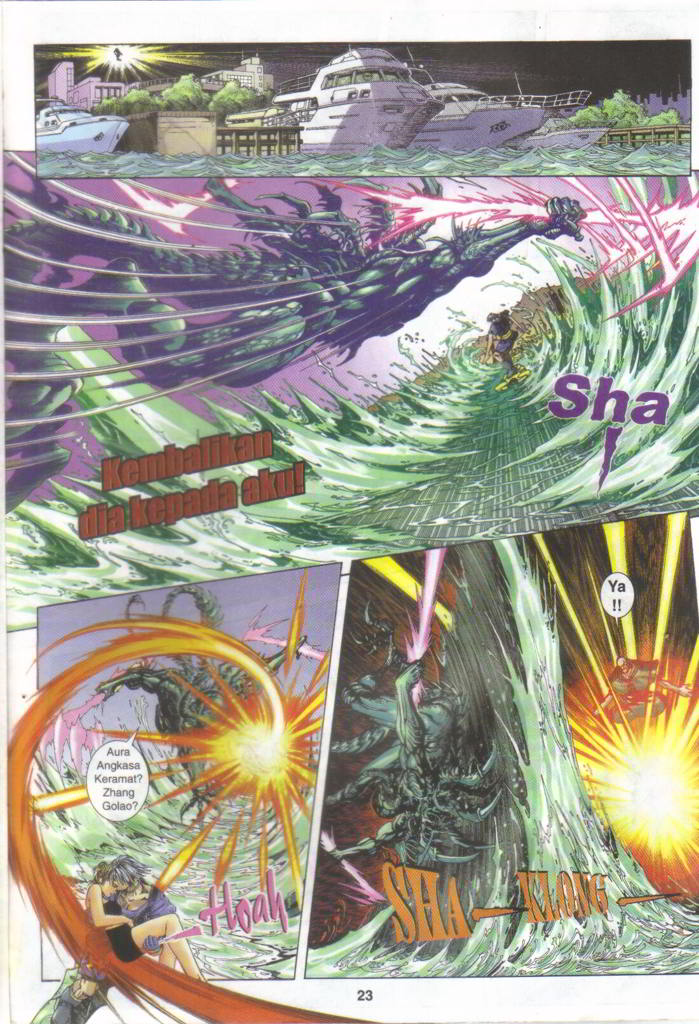 Sha
!
Kembalikan
dia kepada aku!
Aura
Angkasa
Keramat?
Zhang
Golao?
Hoah
Ya
!!
SHA — KLONG —
23